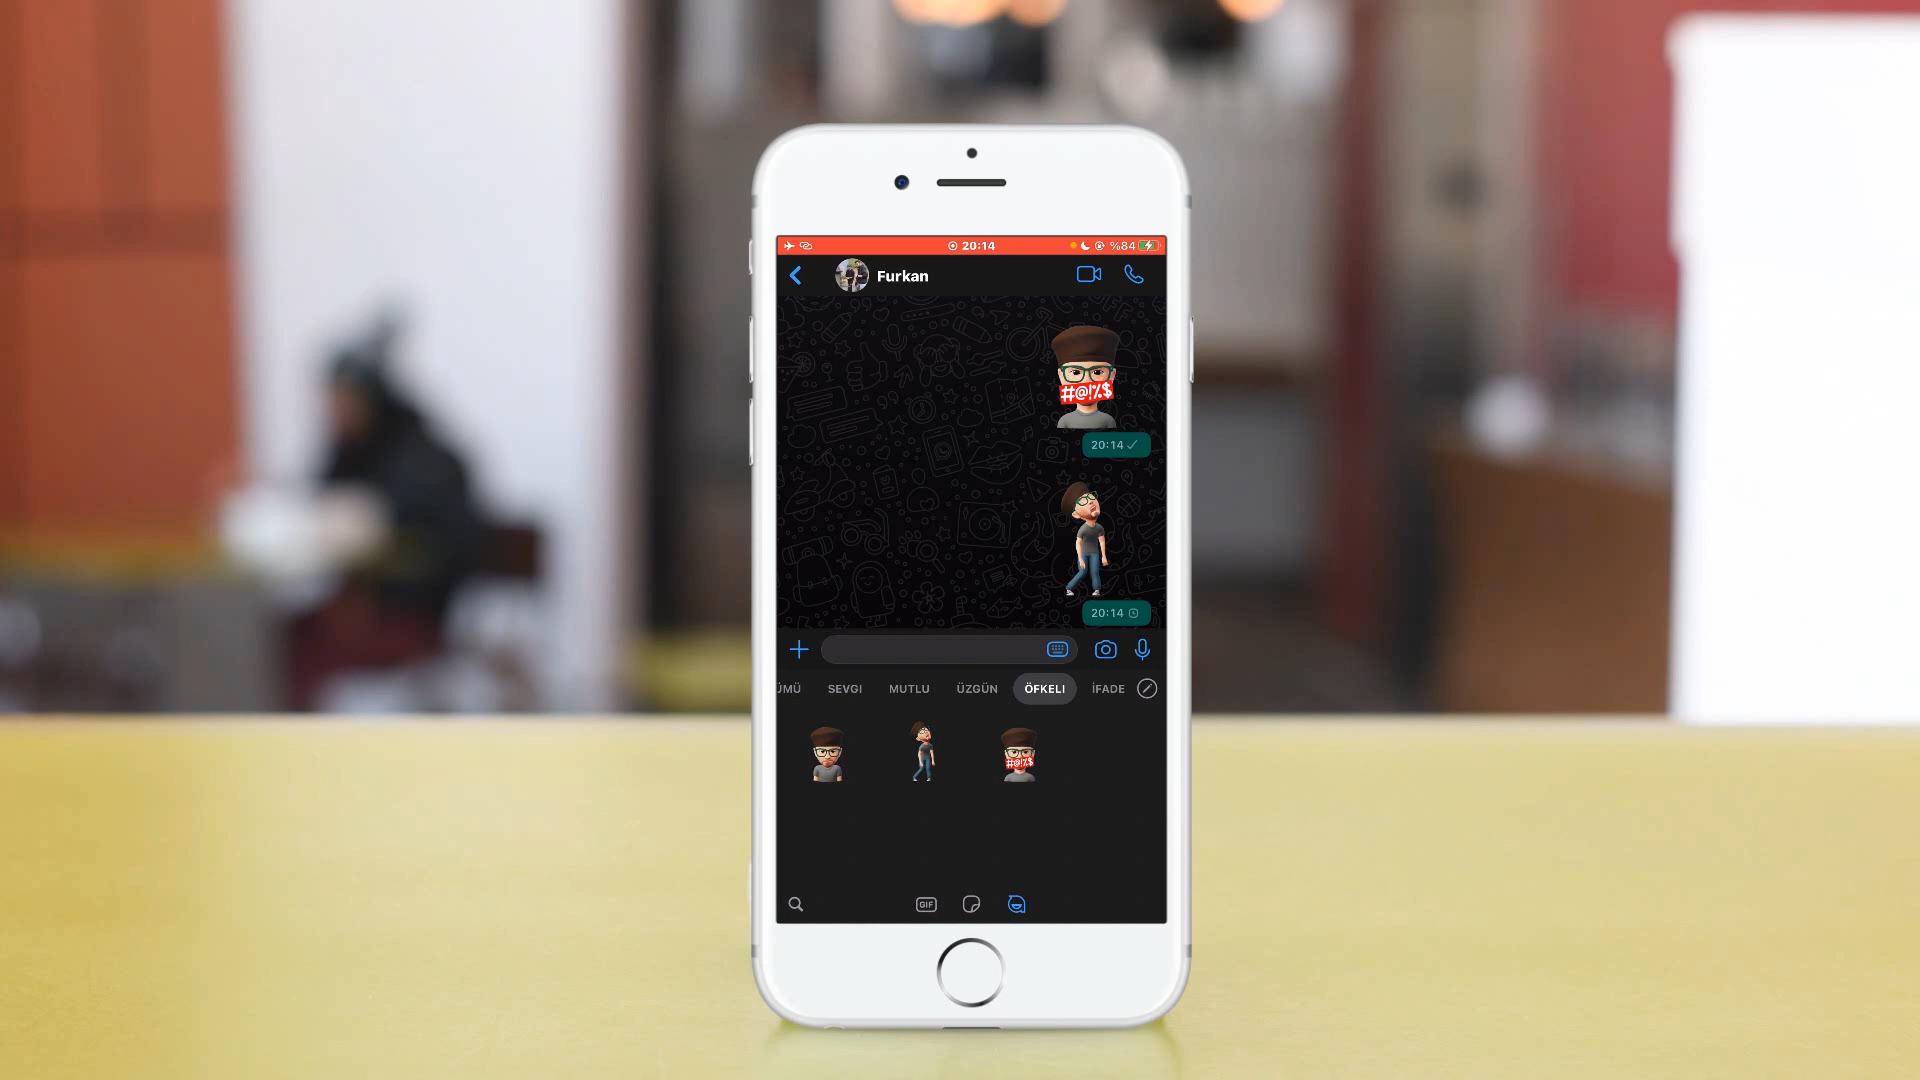 20:14
%84
Furkan
#@!%$
20:14
20:14
ÜMÜ SEVGI MUTLU ÜZGÜN ÖFKELI İFADE
#@!%$
GIF